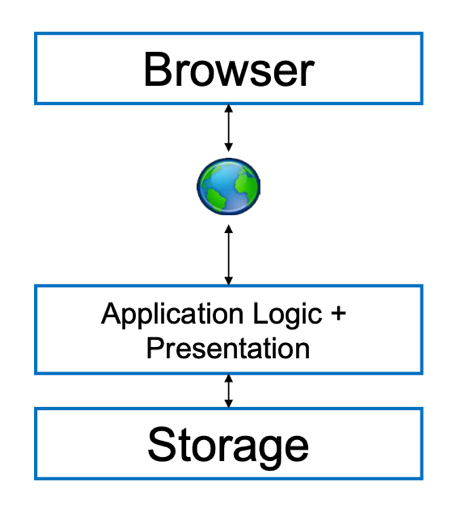 Browser
Application Logic +
Presentation
Storage